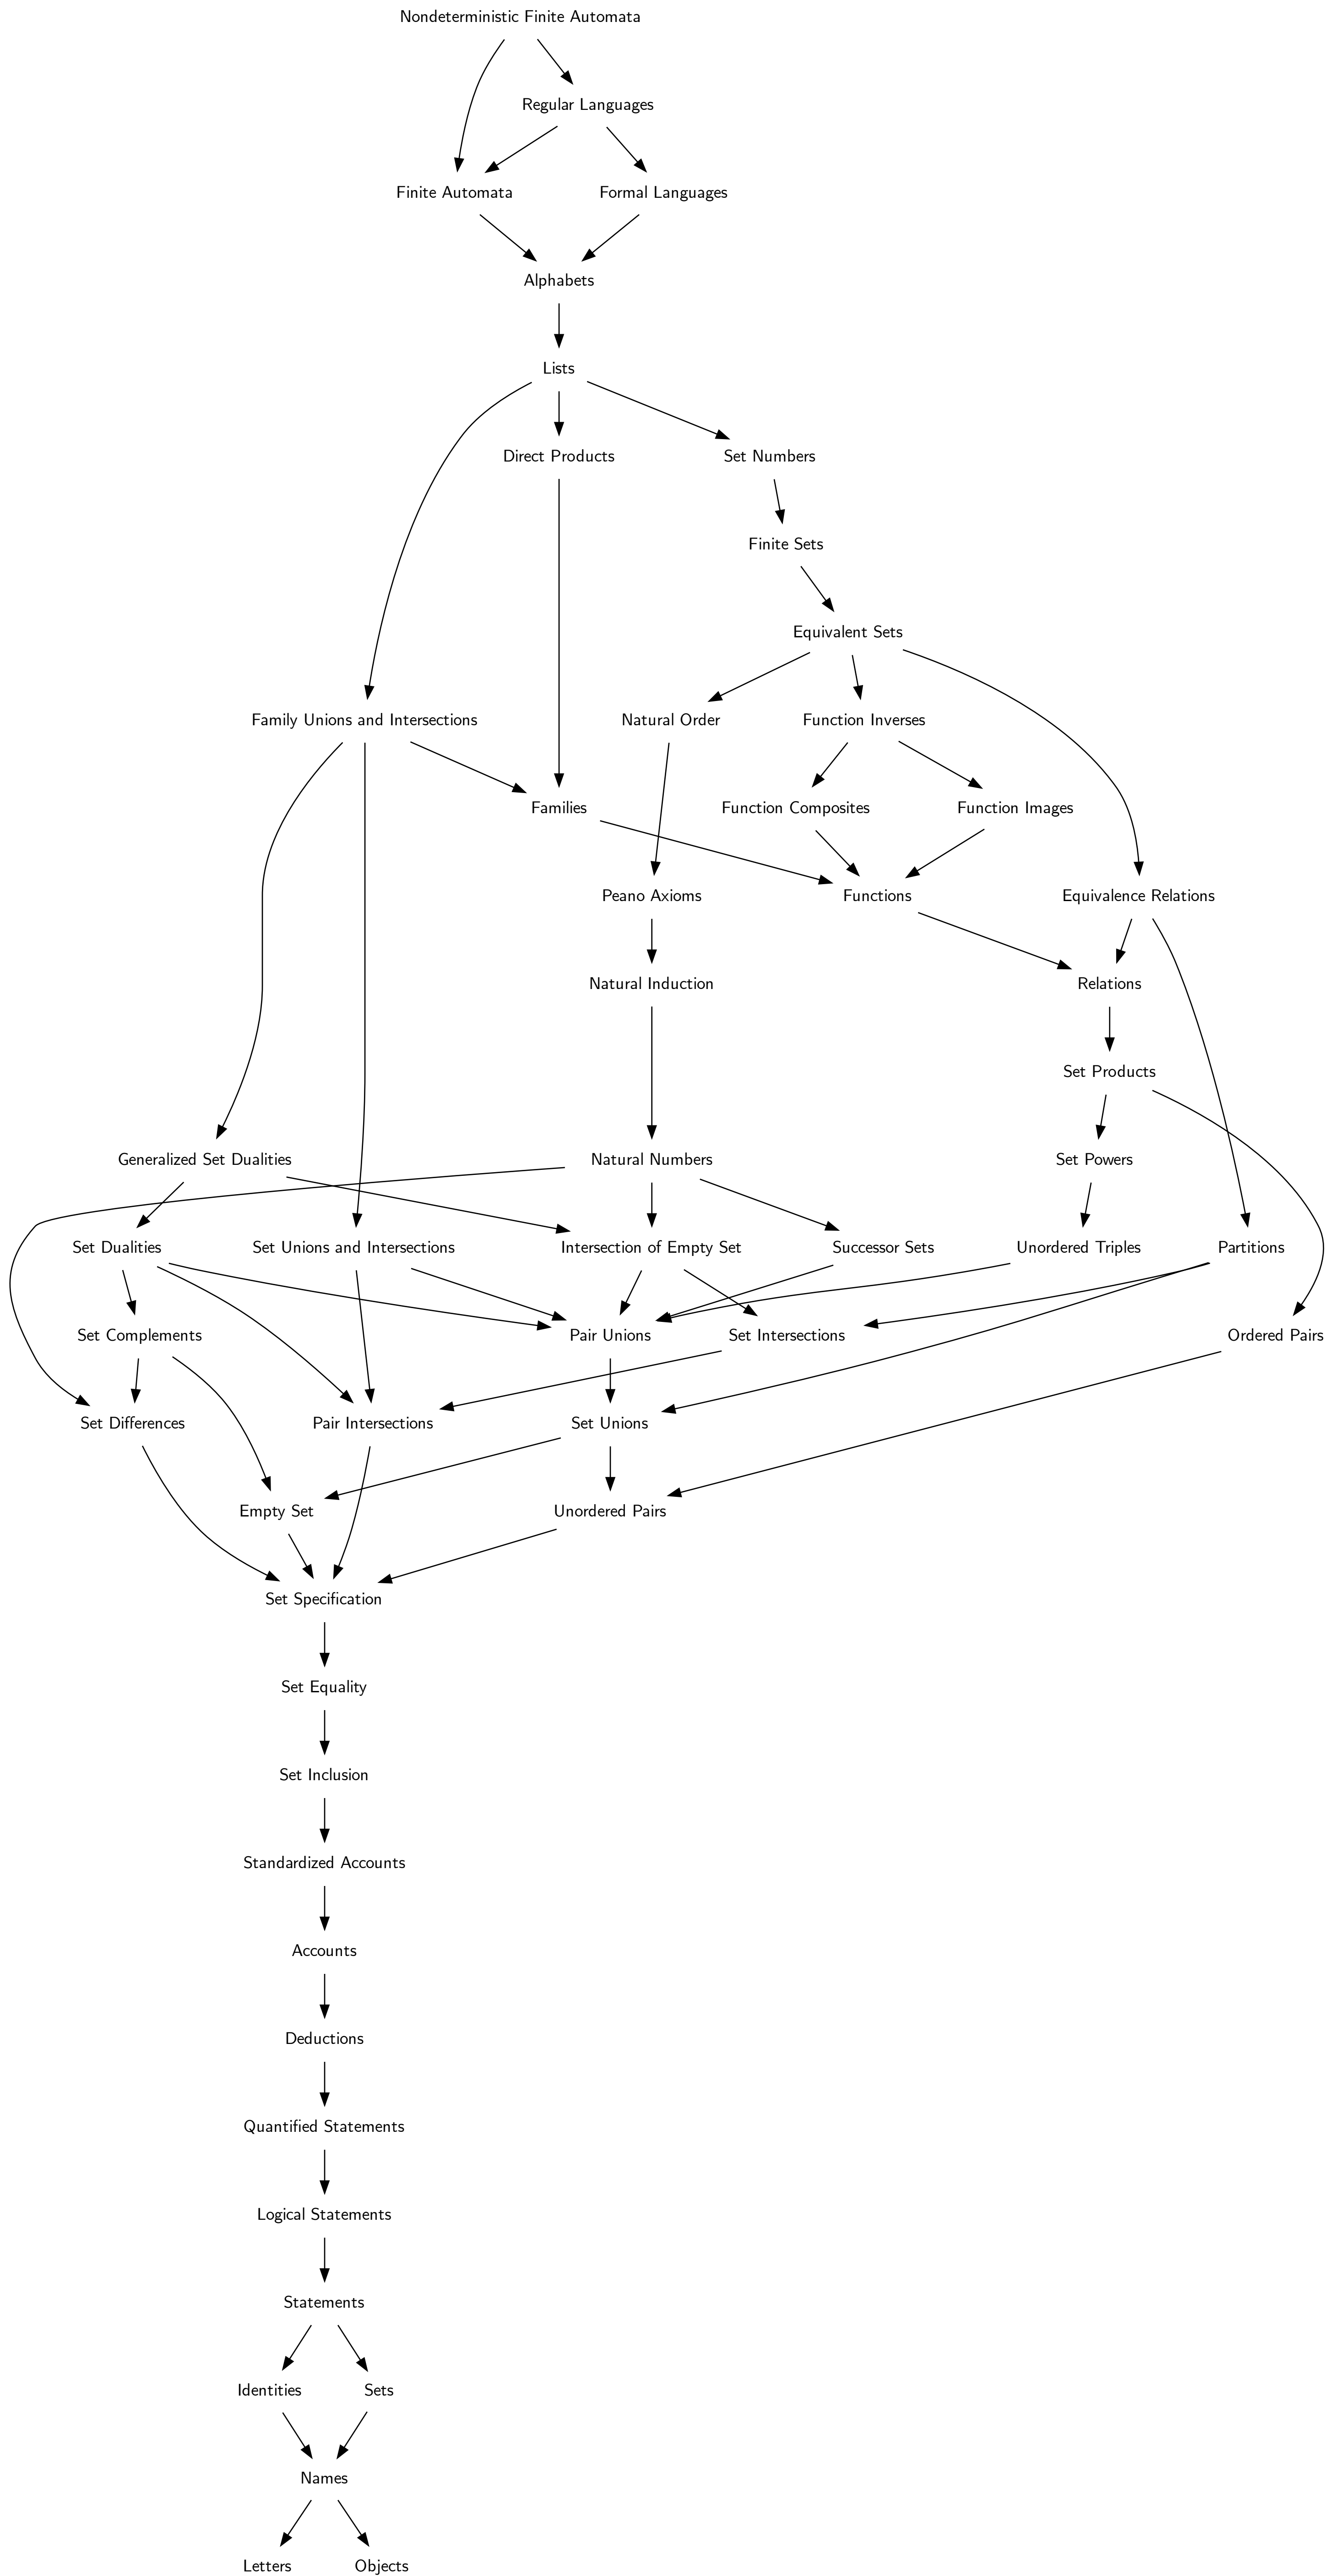 Nondeterministic Finite Automata
Regular Languages
Finite Automata
Formal Languages
Alphabets
Lists
Direct Products
Set Numbers
Finite Sets
Equivalent Sets
Family Unions and Intersections
Natural Order
Function Inverses
Families
Function Composites
Function Images
Peano Axioms
Functions
Equivalence Relations
Natural Induction
Relations
Set Products
Generalized Set Dualities
Natural Numbers
Set Powers
Set Dualities
Set Unions and Intersections
Intersection of Empty Set
Successor Sets
Unordered Triples
Partitions
Set Complements
Pair Unions
Set Intersections
Ordered Pairs
Set Differences
Pair Intersections
Set Unions
Empty Set
Unordered Pairs
Set Specification
Set Equality
Set Inclusion
Standardized Accounts
Accounts
Deductions
Quantified Statements
Logical Statements
Statements
Identities
Sets
Names
Letters
Objects